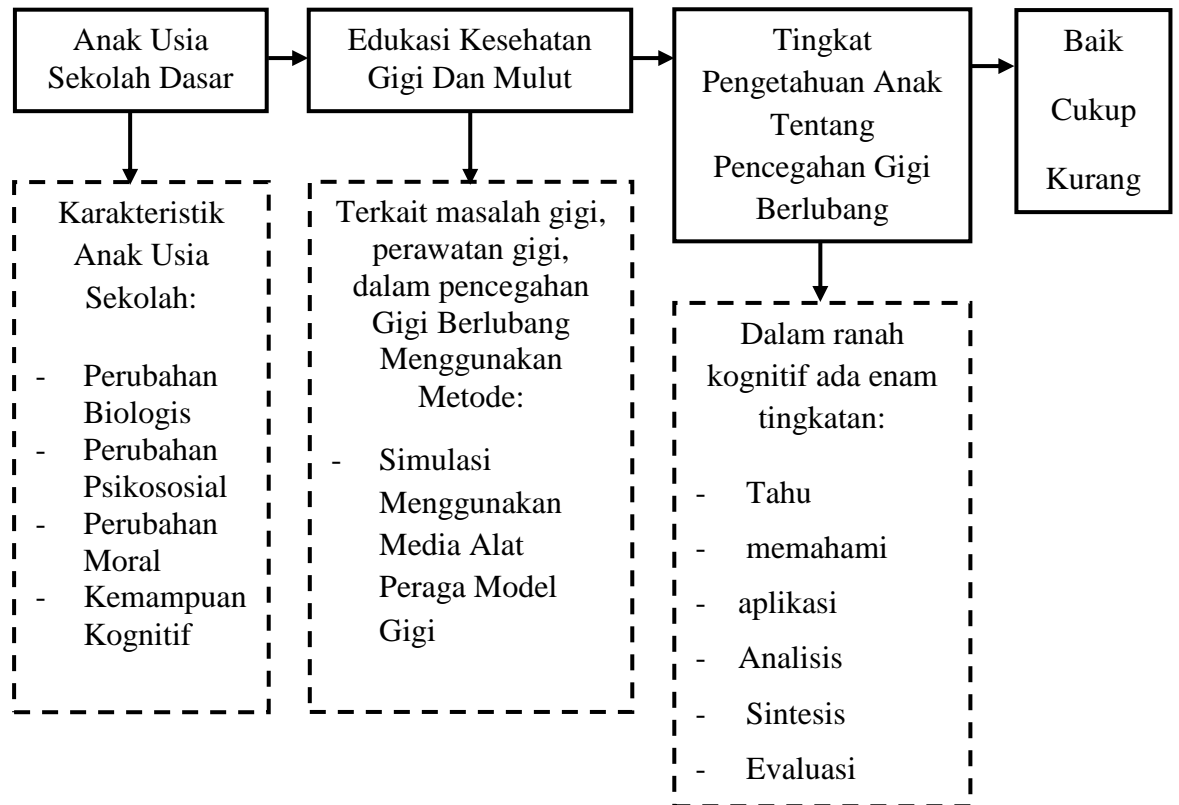 Anak Usia
Sekolah Dasar
Edukasi Kesehatan
Gigi Dan Mulut
Tingkat
Pengetahuan Anak
Tentang
Pencegahan Gigi
Berlubang
Baik
Cukup
Kurang
Karakteristik
Anak Usia
Sekolah:
- Perubahan
Biologis
- Perubahan
Psikososial
- Perubahan
Moral
- Kemampuan
Kognitif
Terkait masalah gigi,
perawatan gigi,
dalam pencegahan
Gigi Berlubang
Menggunakan
Metode:
- Simulasi
Menggunakan
Media Alat
Peraga Model
Gigi
Dalam ranah
kognitif ada enam
tingkatan:
- Tahu
- memahami
- aplikasi
- Analisis
- Sintesis
- Evaluasi